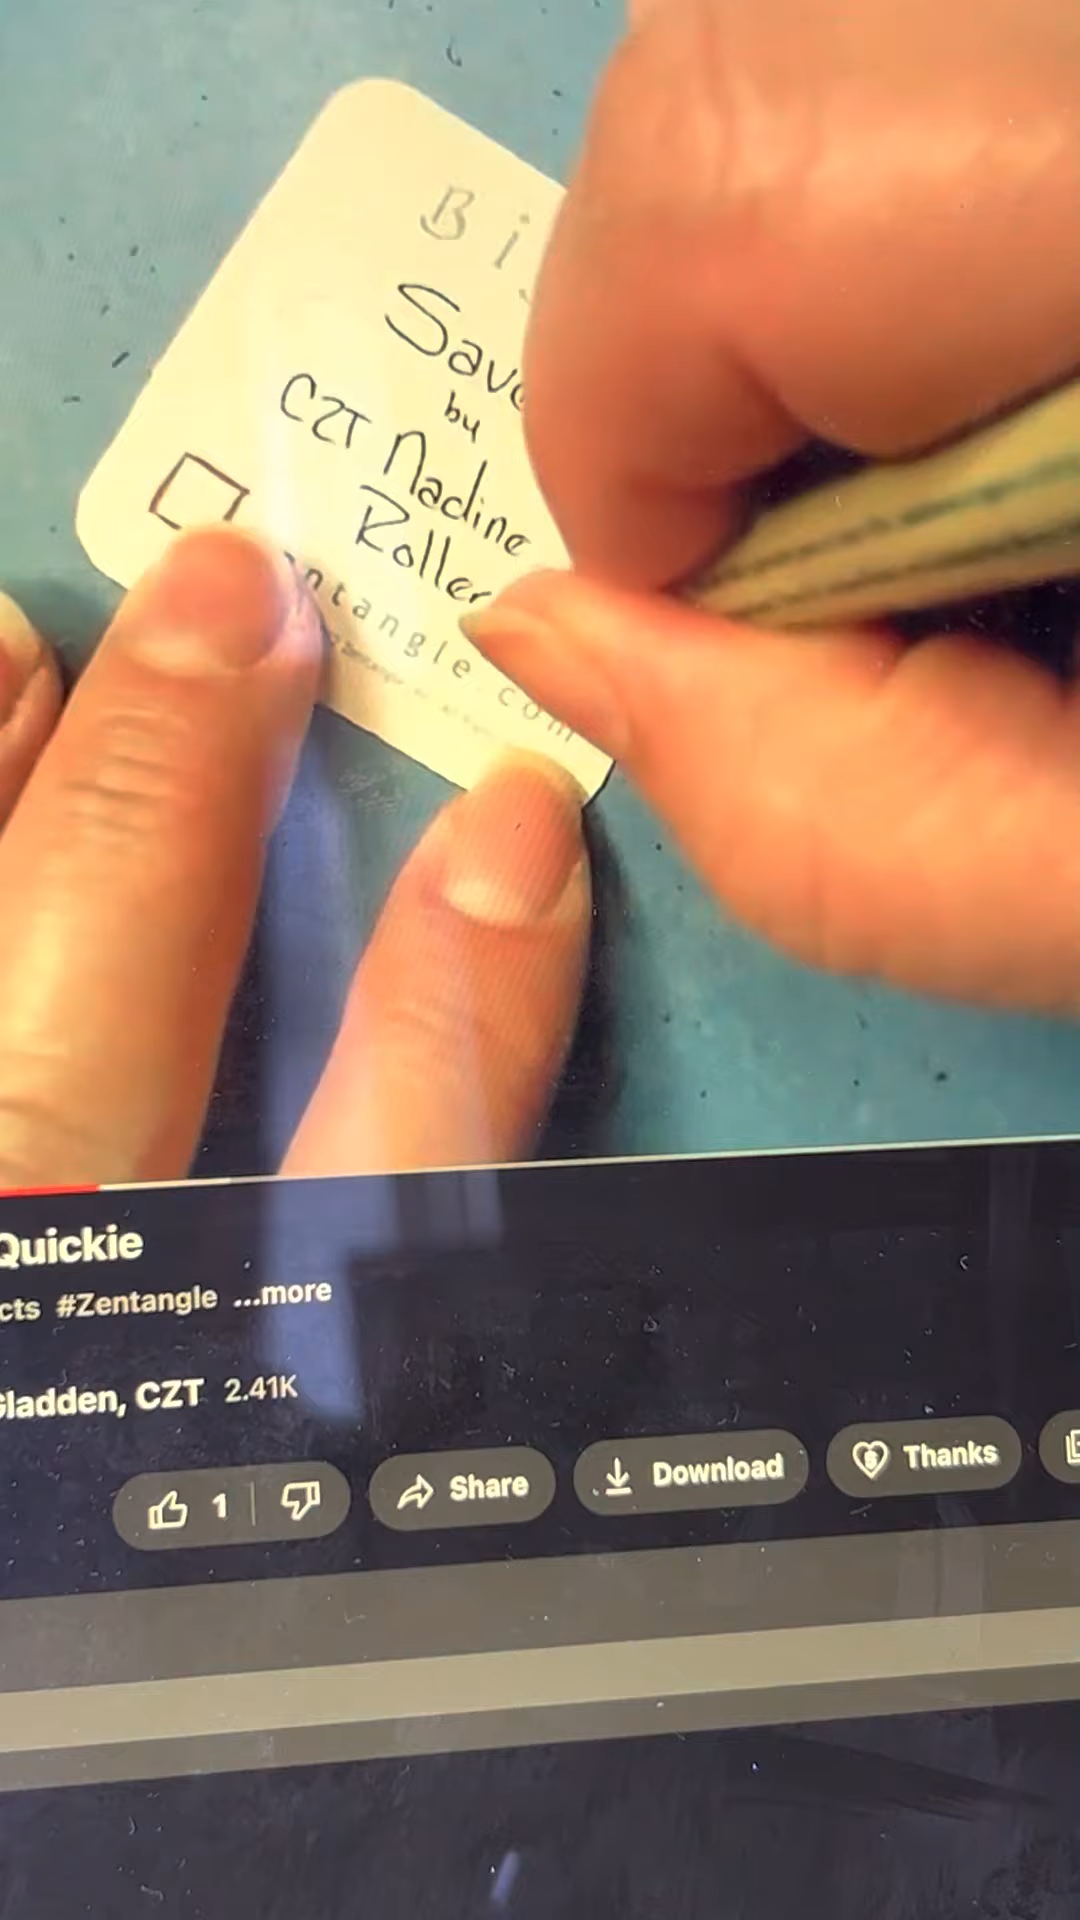 Bij
Save
by
CZT Nadine
Roller
ntangle.com
Quickie
cts #Zentangle ...more
Gladden, CZT 2.41K
1 Share Download Thanks